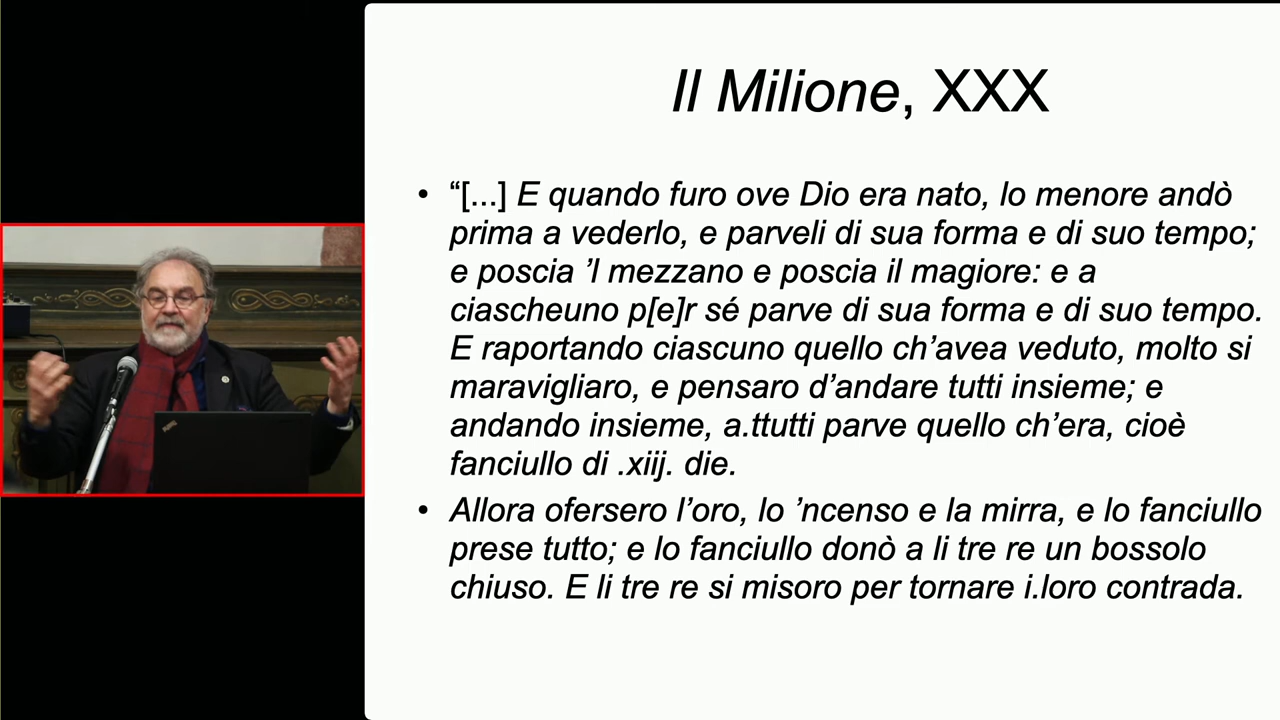 Il Milione, XXX
• “[...] E quando furo ove Dio era nato, lo menore andò
prima a vederlo, e parveli di sua forma e di suo tempo;
e poscia ’l mezzano e poscia il magiore: e a
ciascheuno p[e]r sé parve di sua forma e di suo tempo.
E raportando ciascuno quello ch’avea veduto, molto si
maravigliaro, e pensaro d’andare tutti insieme; e
andando insieme, a.ttutti parve quello ch’era, cioè
fanciullo di .xiij. die.
• Allora ofersero l’oro, lo ’ncenso e la mirra, e lo fanciullo
prese tutto; e lo fanciullo donò a li tre re un bossolo
chiuso. E li tre re si misoro per tornare i.loro contrada.